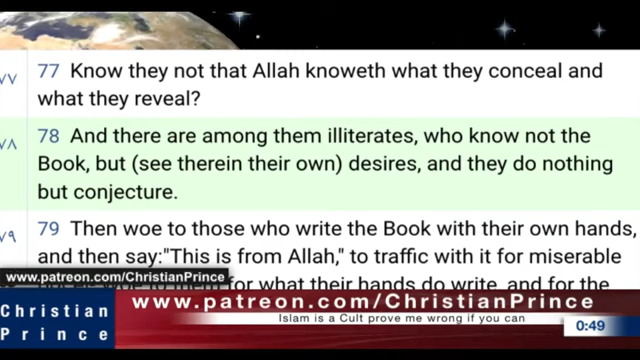 ٧٧ 77 Know they not that Allah knoweth what they conceal and
what they reveal?
٧٨ 78 And there are among them illiterates, who know not the
Book, but (see therein their own) desires, and they do nothing
but conjecture.
٧٩ 79 Then woe to those who write the Book with their own hands,
and then say:"This is from Allah," to traffic with it for miserable
www.patreon.com/ChristianPrince
for what their hands do write, and for the
www.patreon.com/ChristianPrince
Christian
Prince
Islam is a Cult prove me wrong if you can
0:49